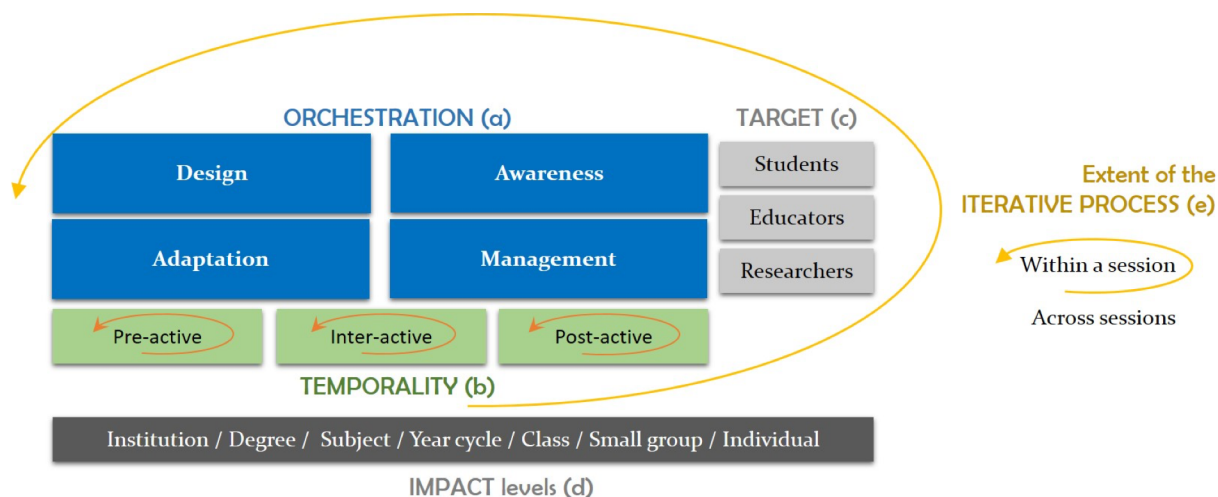 ORCHESTRATION (a)
TARGET (c)
Design
Awareness
Students
Educators
Adaptation
Management
Researchers
Pre-active
Inter-active
Post-active
TEMPORALITY (b)
Institution / Degree / Subject / Year cycle / Class / Small group / Individual
IMPACT levels (d)
Extent of the
ITERATIVE PROCESS (e)
Within a session
Across sessions